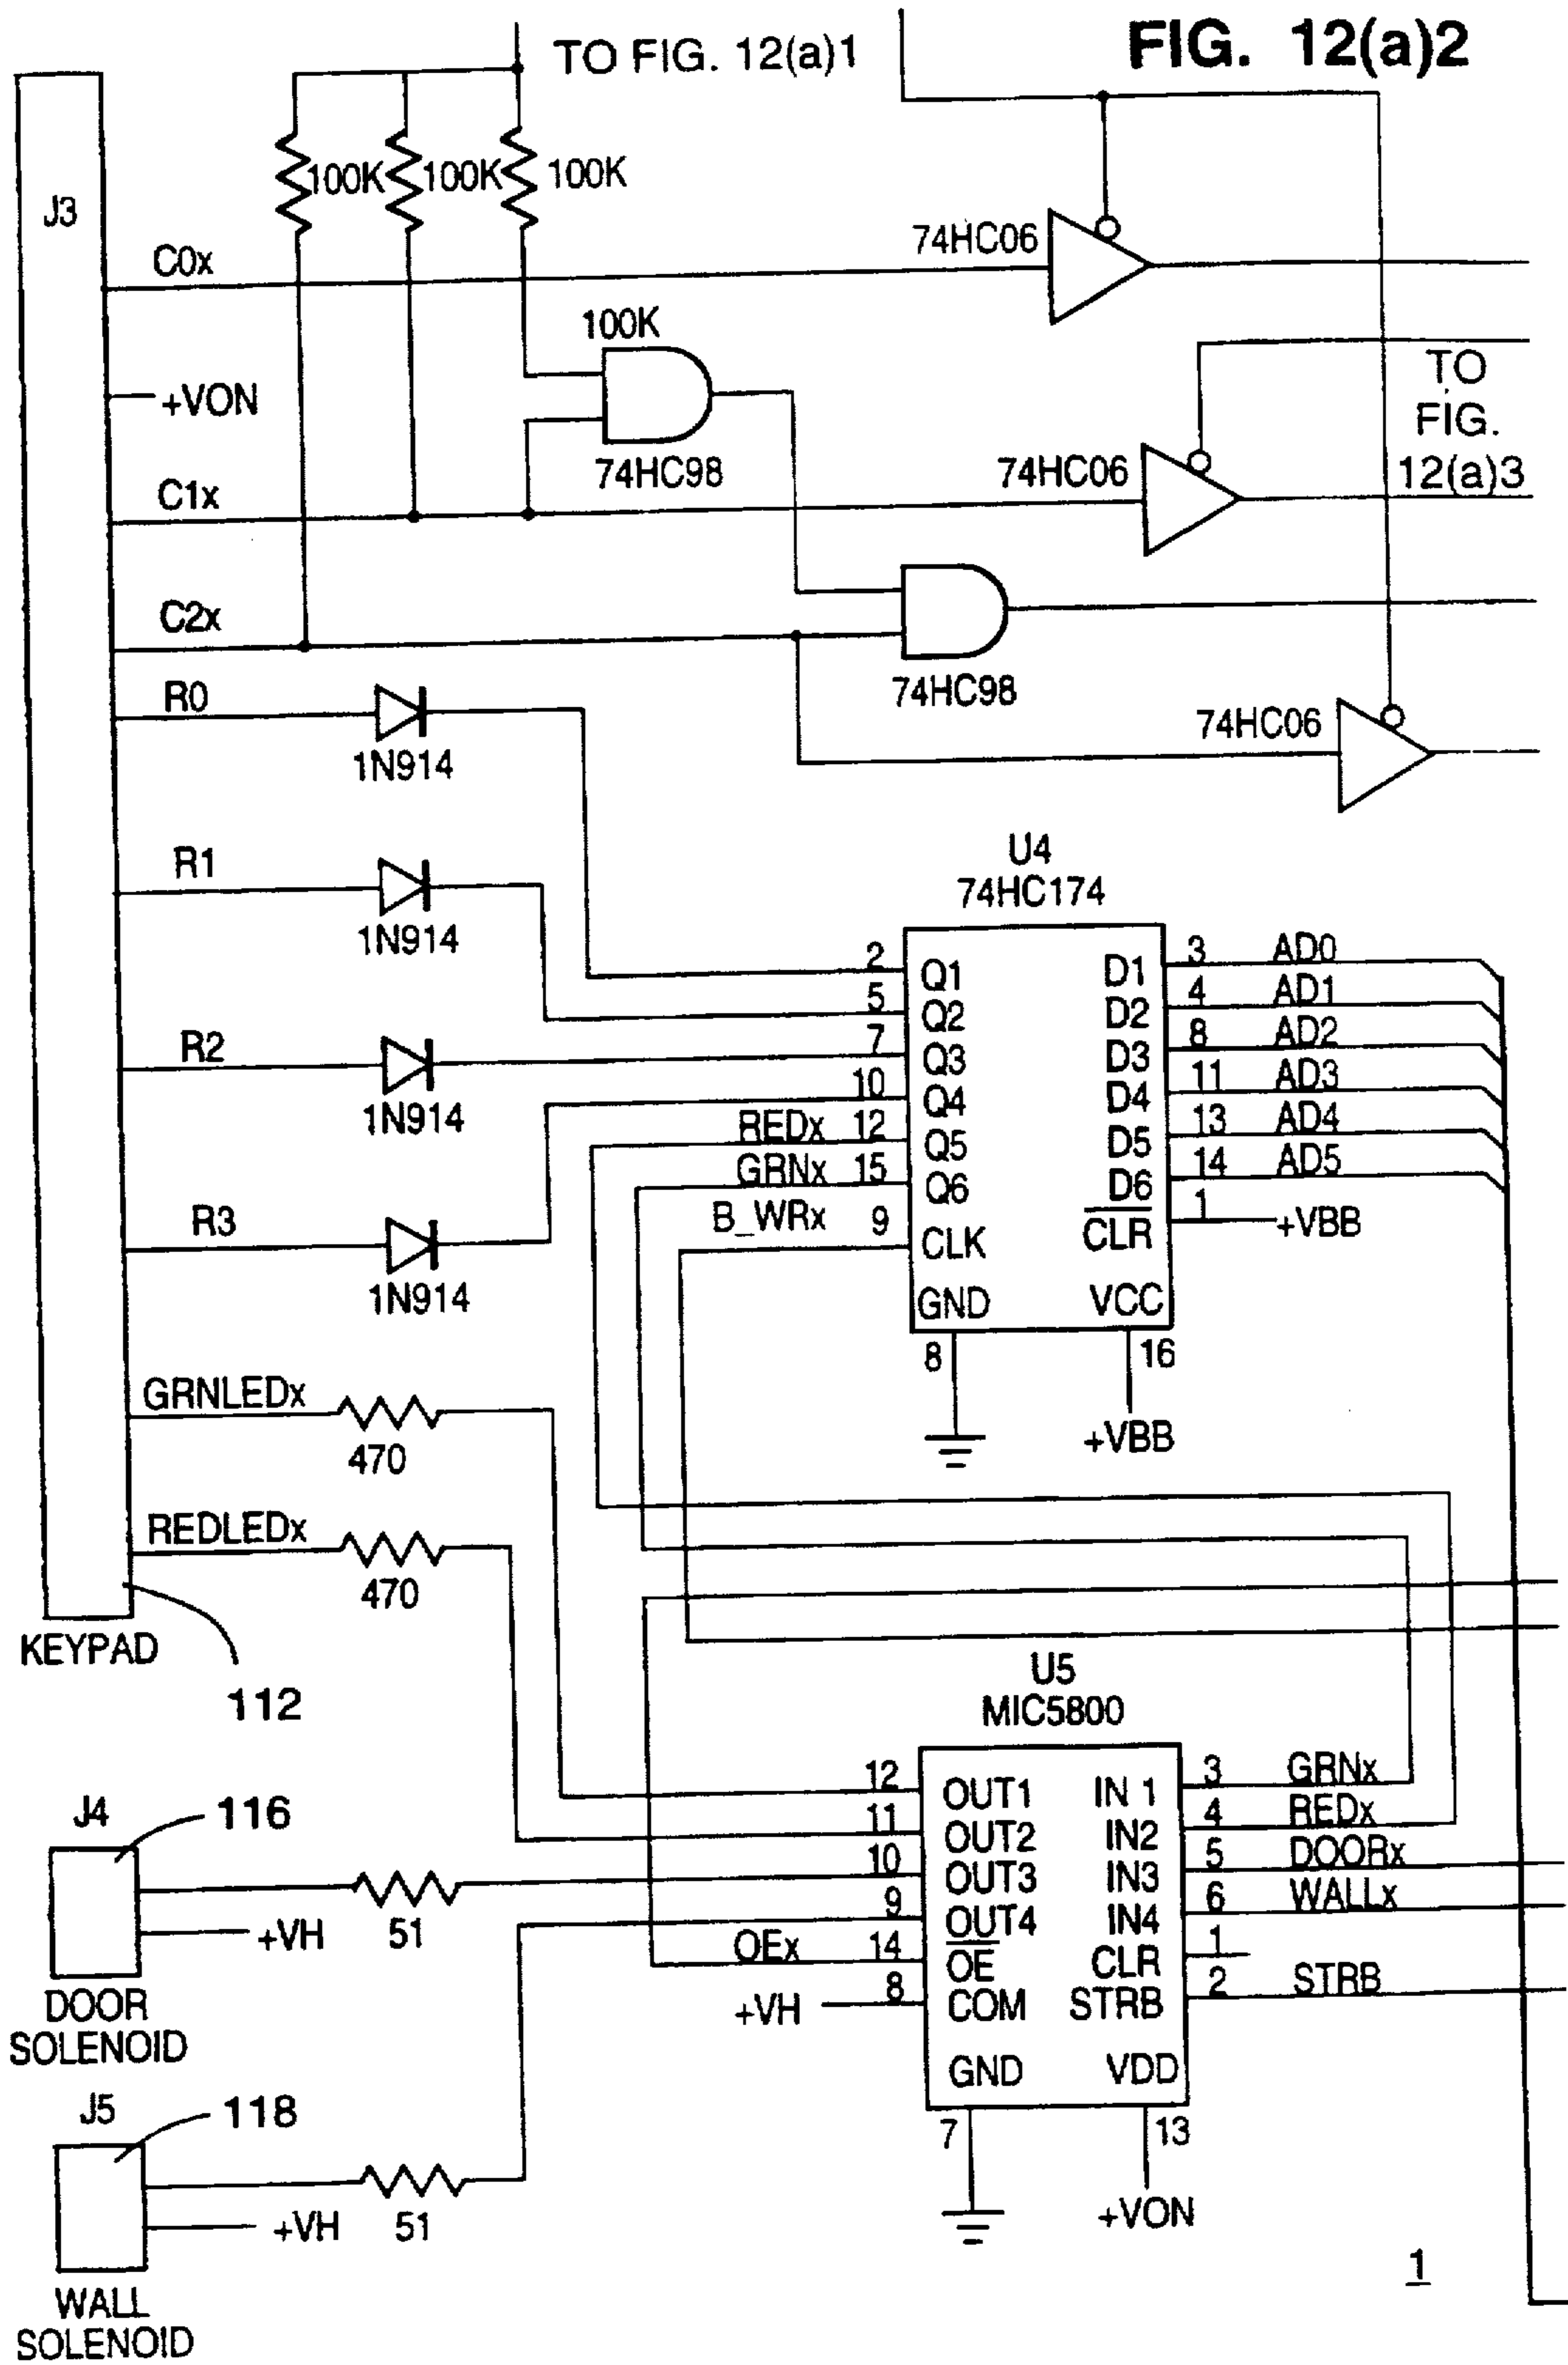 TO FIG. 12(a)1
FIG. 12(a)2
J3
100K
100K
100K
C0x
74HC06
100K
+VON
74HC98
TO
FIG.
12(a)3
C1x
74HC06
C2x
74HC98
R0
1N914
74HC06
R1
1N914
U4
74HC174
2 Q1 D1 3 AD0
5 Q2 D2 4 AD1
R2
7 Q3 D3 8 AD2
1N914
10 Q4 D4 11 AD3
REDx 12 Q5 D5 13 AD4
GRNx 15 Q6 D6 14 AD5
R3
B_WRx 9 CLK CLR 1 +VBB
1N914
GND VCC
8 16
+VBB
GRNLEDx
470
REDLEDx
470
KEYPAD
112
U5
MIC5800
12 OUT1 IN 1 3 GRNx
J4
116
11 OUT2 IN2 4 REDx
10 OUT3 IN3 5 DOORx
9 OUT4 IN4 6 WALLx
+VH
51
OEx 14 OE CLR 1
+VH 8 COM STRB 2 STRB
DOOR
SOLENOID
GND VDD
J5
118
7 13
+VH
51
+VON
1
WALL
SOLENOID